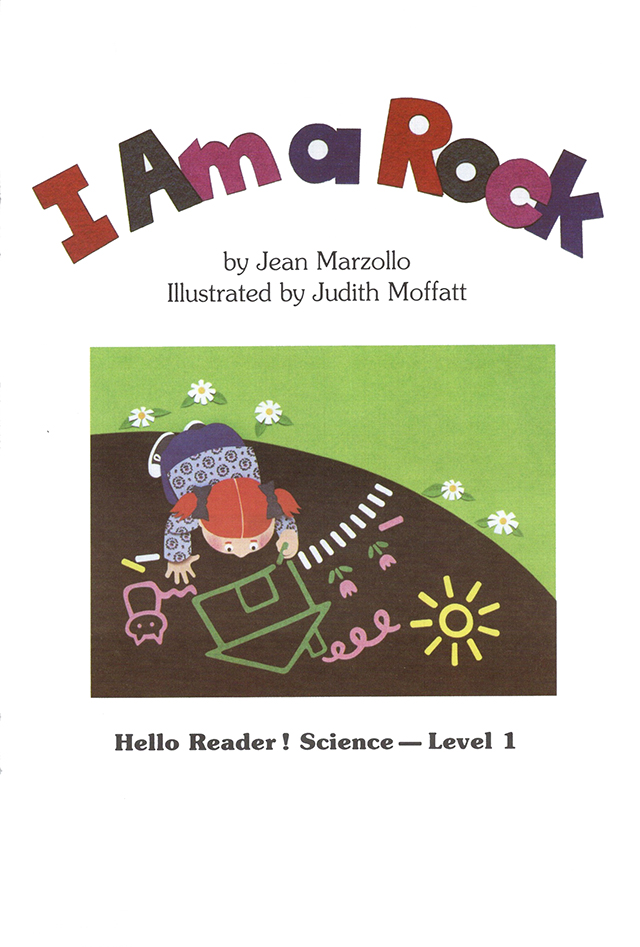 I Am a Rock
by Jean Marzollo
Illustrated by Judith Moffatt
Hello Reader! Science—Level 1